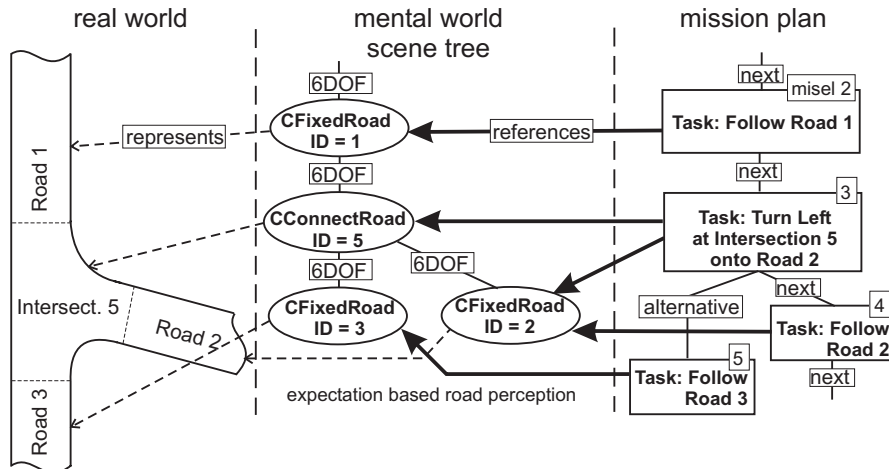 real world
mental world
scene tree
mission plan
6DOF
next
misel 2
CFixedRoad
ID = 1
represents
references
Task: Follow Road 1
Road 1
6DOF
next
3
CConnectRoad
ID = 5
Task: Turn Left
at Intersection 5
onto Road 2
6DOF
6DOF
Intersect. 5
Road 2
CFixedRoad
ID = 3
CFixedRoad
ID = 2
alternative
next
4
Task: Follow
Road 2
5
Task: Follow
Road 3
next
Road 3
expectation based road perception